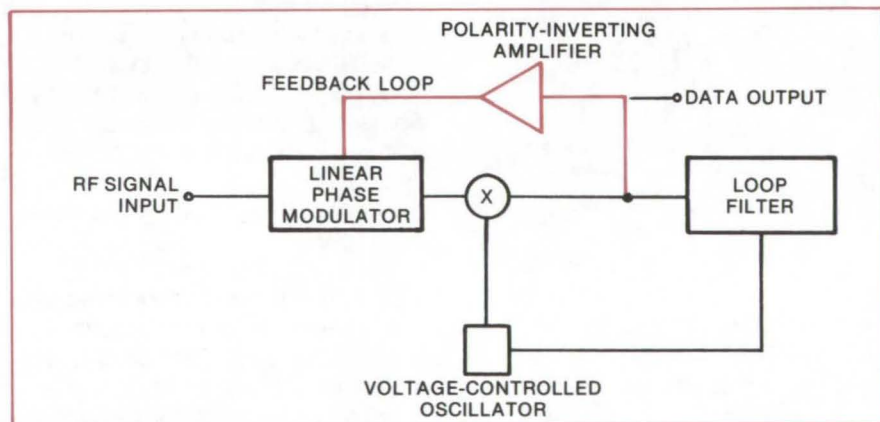 POLARITY-INVERTING
AMPLIFIER
FEEDBACK LOOP
DATA OUTPUT
RF SIGNAL
INPUT
LINEAR
PHASE
MODULATOR
X
LOOP
FILTER
VOLTAGE-CONTROLLED
OSCILLATOR